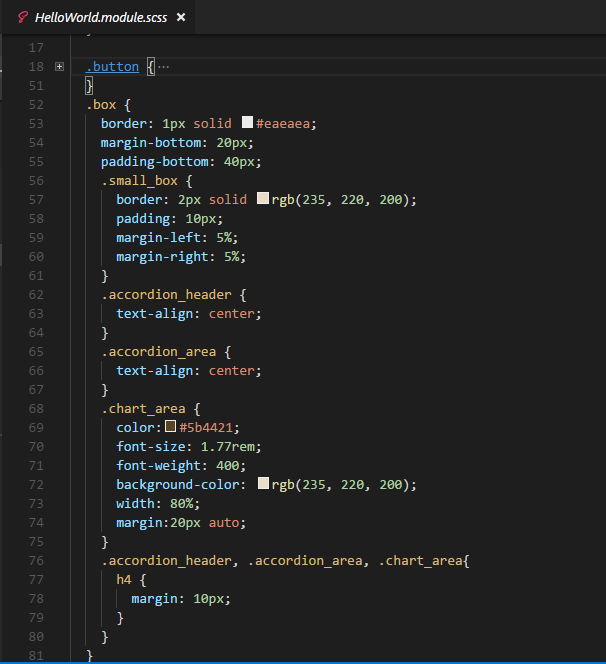 HelloWorld.module.scss ×
17
18 .button {···
51 }
52 .box {
53 border: 1px solid #eaeaea;
54 margin-bottom: 20px;
55 padding-bottom: 40px;
56 .small_box {
57 border: 2px solid rgb(235, 220, 200);
58 padding: 10px;
59 margin-left: 5%;
60 margin-right: 5%;
61 }
62 .accordion_header {
63 text-align: center;
64 }
65 .accordion_area {
66 text-align: center;
67 }
68 .chart_area {
69 color:#5b4421;
70 font-size: 1.77rem;
71 font-weight: 400;
72 background-color: rgb(235, 220, 200);
73 width: 80%;
74 margin:20px auto;
75 }
76 .accordion_header, .accordion_area, .chart_area{
77 h4 {
78 margin: 10px;
79 }
80 }
81 }